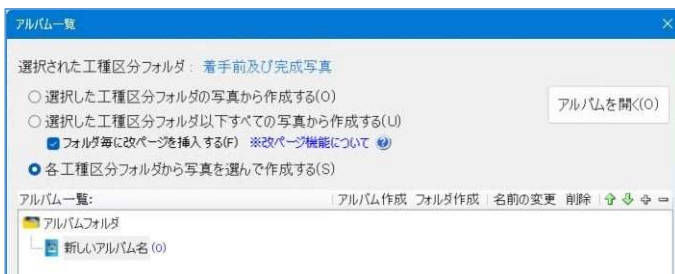 アルバム一覧
選択された工種区分フォルダ: 着手前及び完成写真
選択した工種区分フォルダの写真から作成する(O)
アルバムを開く(O)
選択した工種区分フォルダ以下すべての写真から作成する(U)
フォルダ毎に改ページを挿入する(F) ※改ページ機能について
各工種区分フォルダから写真を選んで作成する(S)
アルバム一覧: アルバム作成 フォルダ作成 名前の変更 削除
アルバムフォルダ
新しいアルバム名 (0)